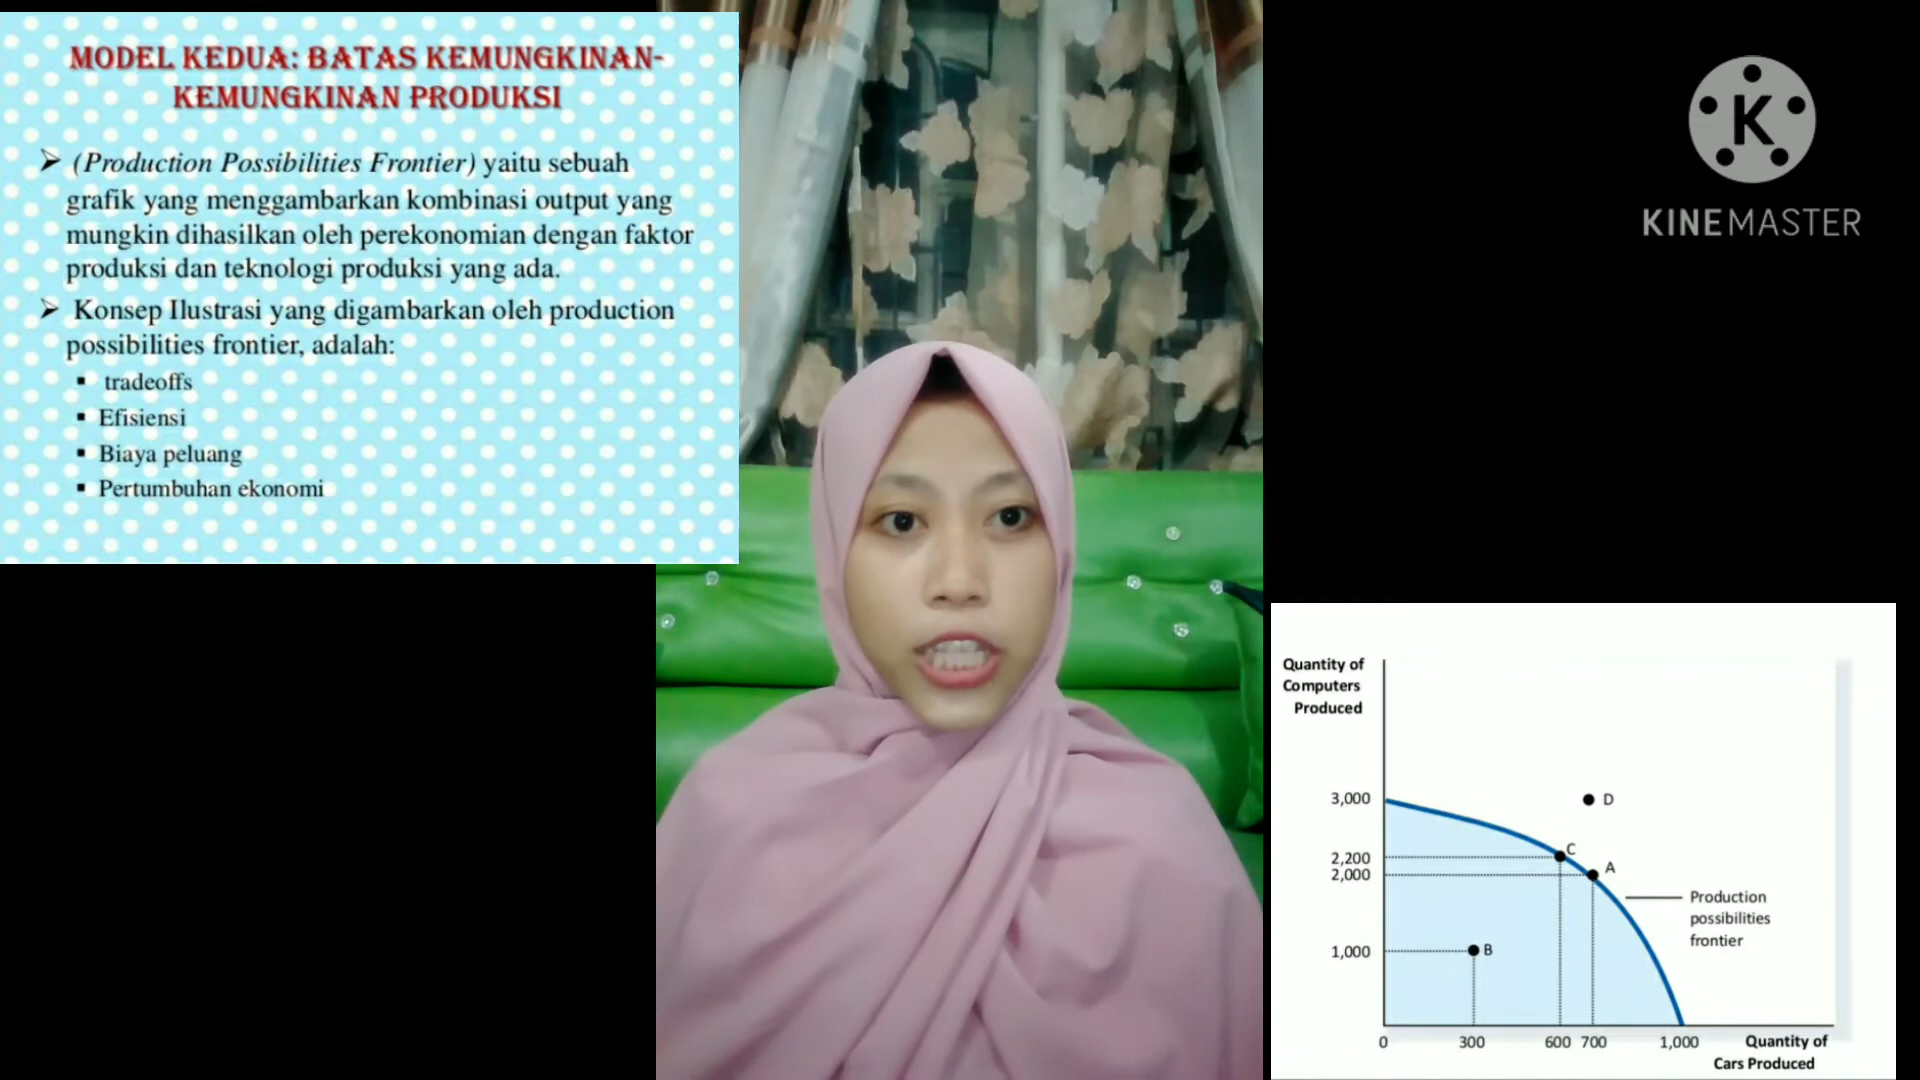 MODEL KEDUA: BATAS KEMUNGKINAN-
KEMUNGKINAN PRODUKSI
(Production Possibilities Frontier) yaitu sebuah
grafik yang menggambarkan kombinasi output yang
mungkin dihasilkan oleh perekonomian dengan faktor
produksi dan teknologi produksi yang ada.
Konsep Ilustrasi yang digambarkan oleh production
possibilities frontier, adalah:
tradeoffs
Efisiensi
Biaya peluang
Pertumbuhan ekonomi
K
KINEMASTER
Quantity of
Computers
Produced
3,000
D
C
2,200
A
2,000
Production
possibilities
frontier
1,000
B
0
300
600
700
1,000
Quantity of
Cars Produced